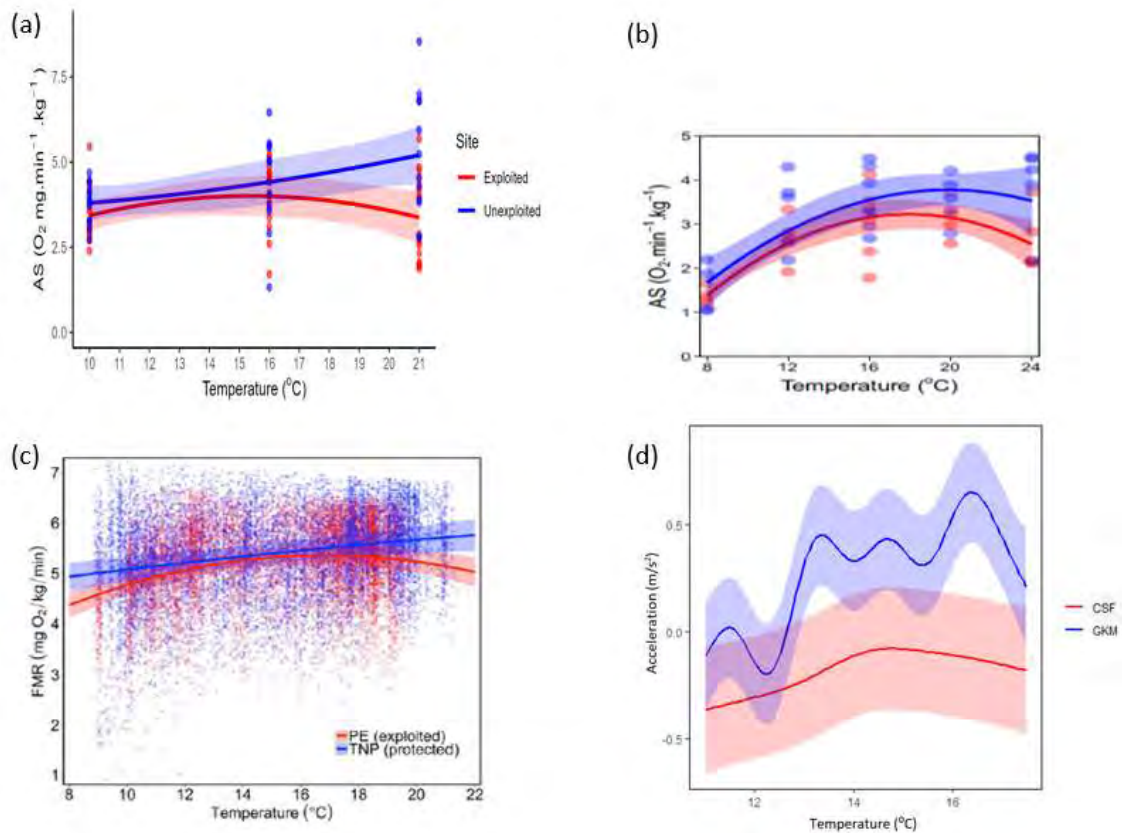 (a)
AS (O2 mg.min-1 .kg-1)
7.5
5.0
2.5
0.0
10 11 12 13 14 15 16 17 18 19 20 21
Temperature (oC)
Site
Exploited
Unexploited
(b)
AS (O2.min-1.kg-1)
5
4
3
2
1
0
8 12 16 20 24
Temperature (oC)
(c)
FMR (mg O2/kg/min)
7
6
5
4
3
2
1
PE (exploited)
TNP (protected)
8 10 12 14 16 18 20 22
Temperature (°C)
(d)
Acceleration (m/s²)
0.5
0.0
-0.5
12 14 16
Temperature (°C)
CSF
GKM